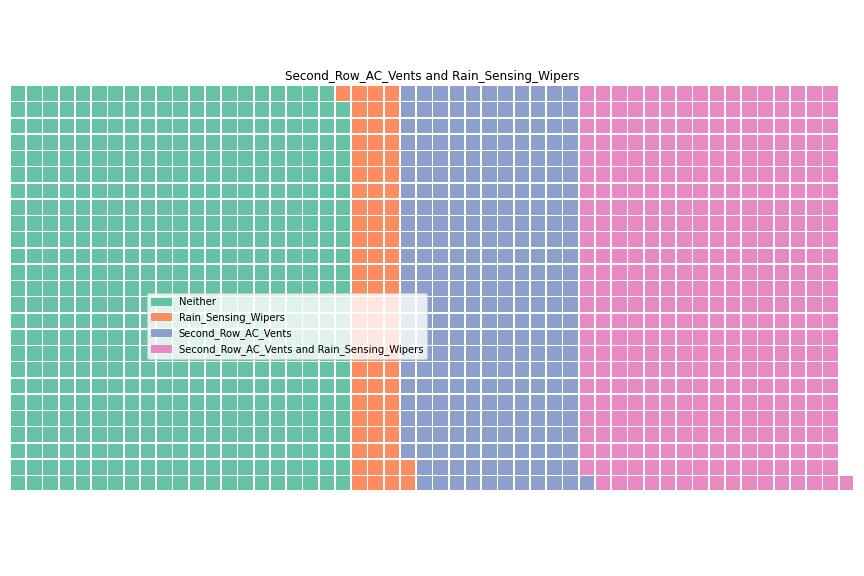 Second_Row_AC_Vents and Rain_Sensing_Wipers
Neither
Rain_Sensing_Wipers
Second_Row_AC_Vents
Second_Row_AC_Vents and Rain_Sensing_Wipers